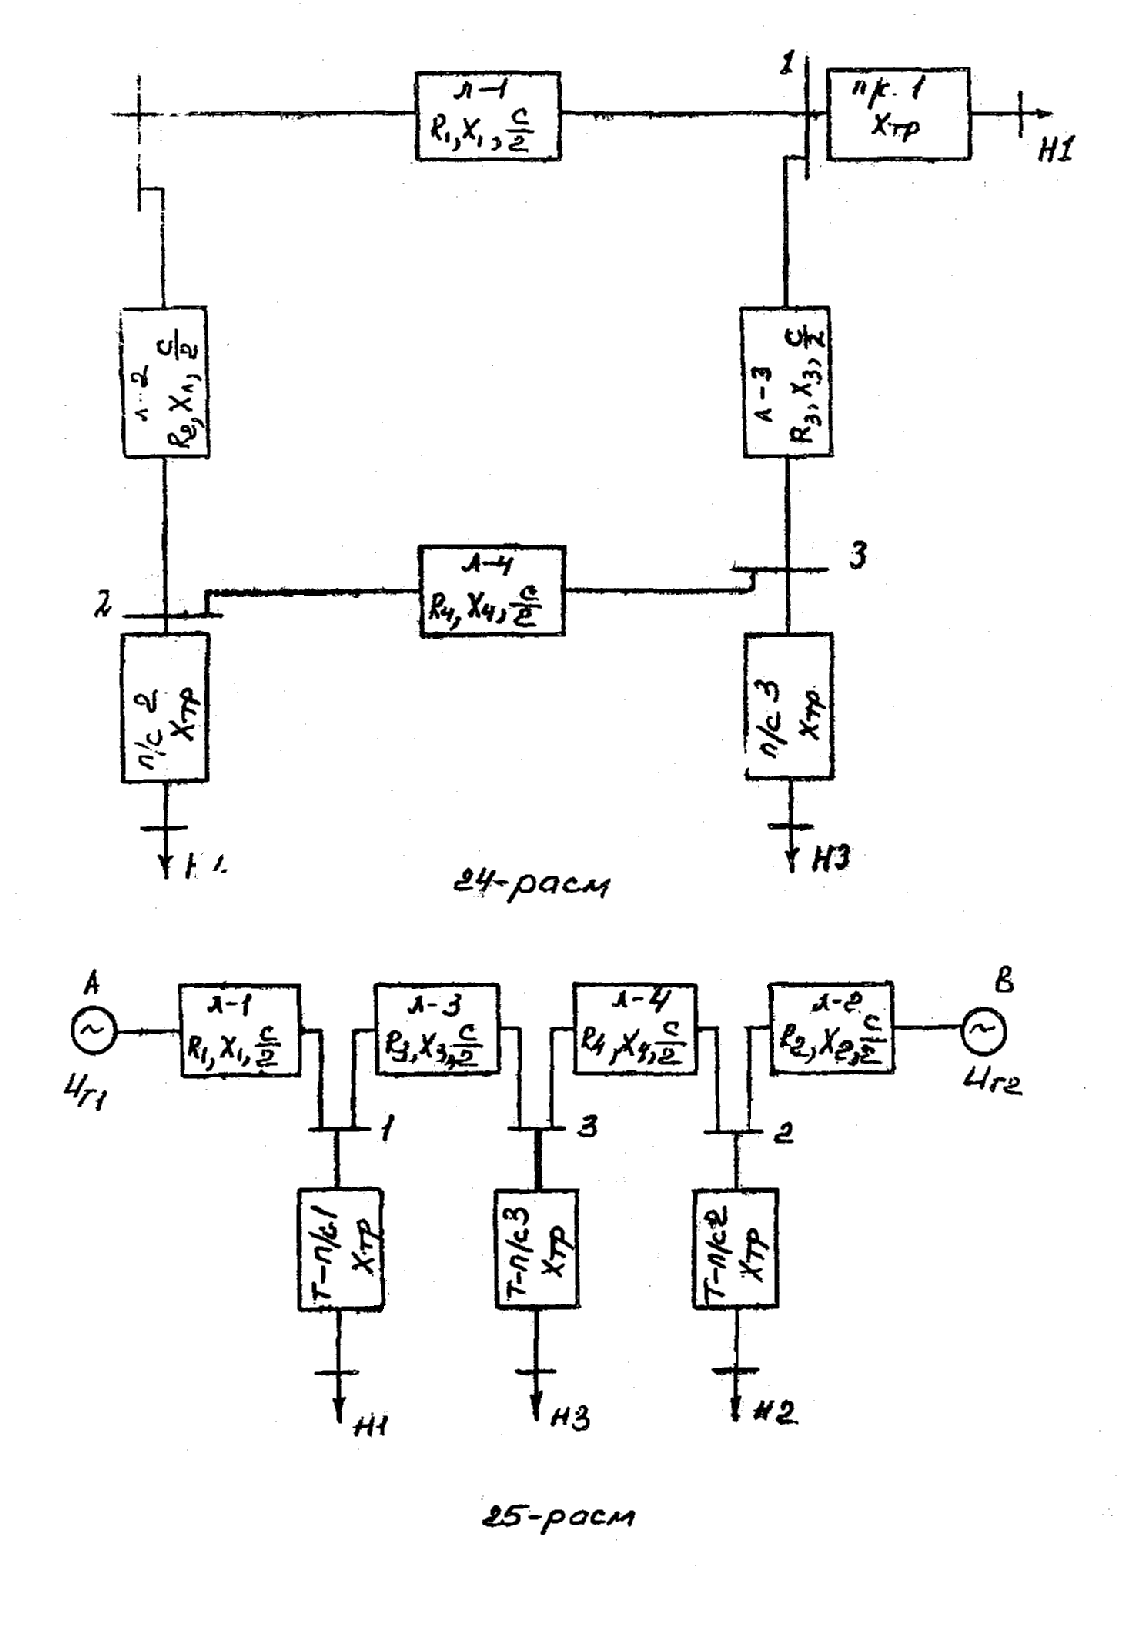 1
л-1
R₁, X₁, C/2
п/с. 1
Xтр
Н1
л-2
R₂, Xл, C/2
л-3
R₃, X₃, C/2
л-4
R₄, X₄, C/2
2
3
п/с 2
Xтр
п/с 3
Xтр
Н3
24-расм
A
B
л-1
R₁, X₁, C/2
л-3
R₃, X₃, C/2
л-4
R₄, X₄, C/2
л-2
R₂, X₂, C/2
Uг1
Uг2
1
3
2
Т-п/с1
Xтр
Т-п/с3
Xтр
Т-п/с2
Xтр
Н1
Н3
Н2
25-расм